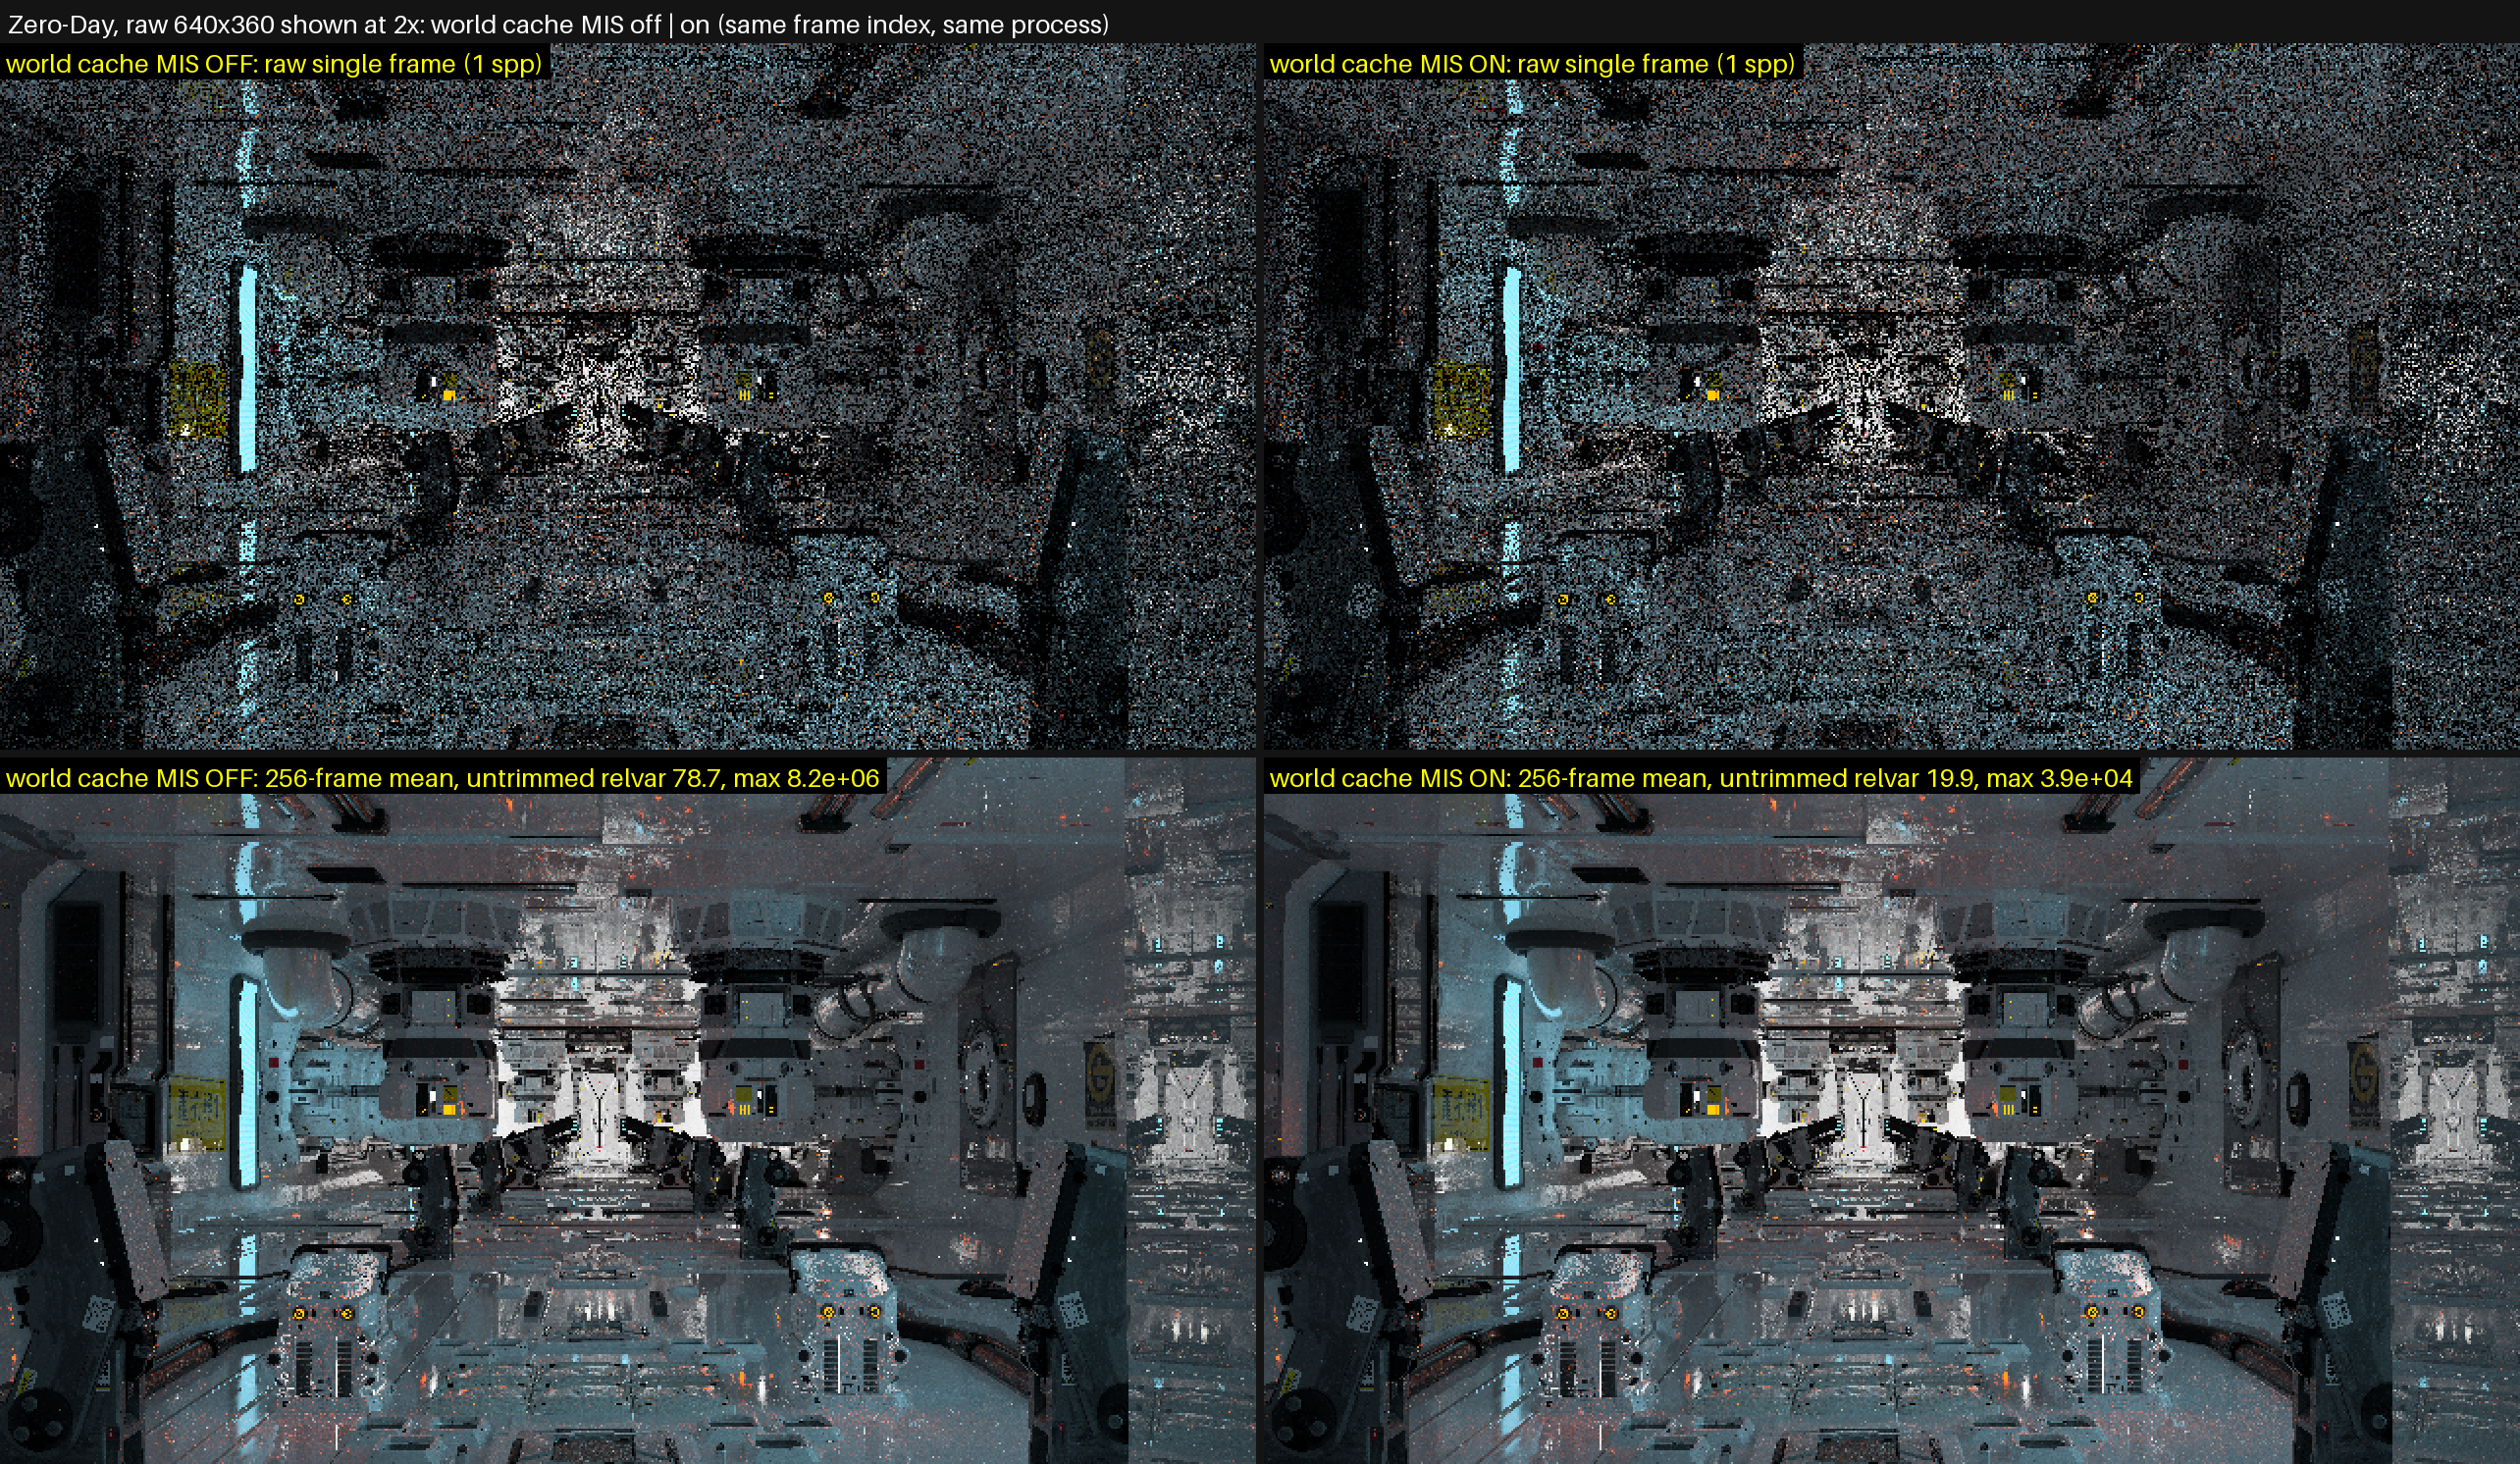 Zero-Day, raw 640x360 shown at 2x: world cache MIS off | on (same frame index, same process)
world cache MIS OFF: raw single frame (1 spp)
world cache MIS ON: raw single frame (1 spp)
world cache MIS OFF: 256-frame mean, untrimmed relvar 78.7, max 8.2e+06
world cache MIS ON: 256-frame mean, untrimmed relvar 19.9, max 3.9e+04